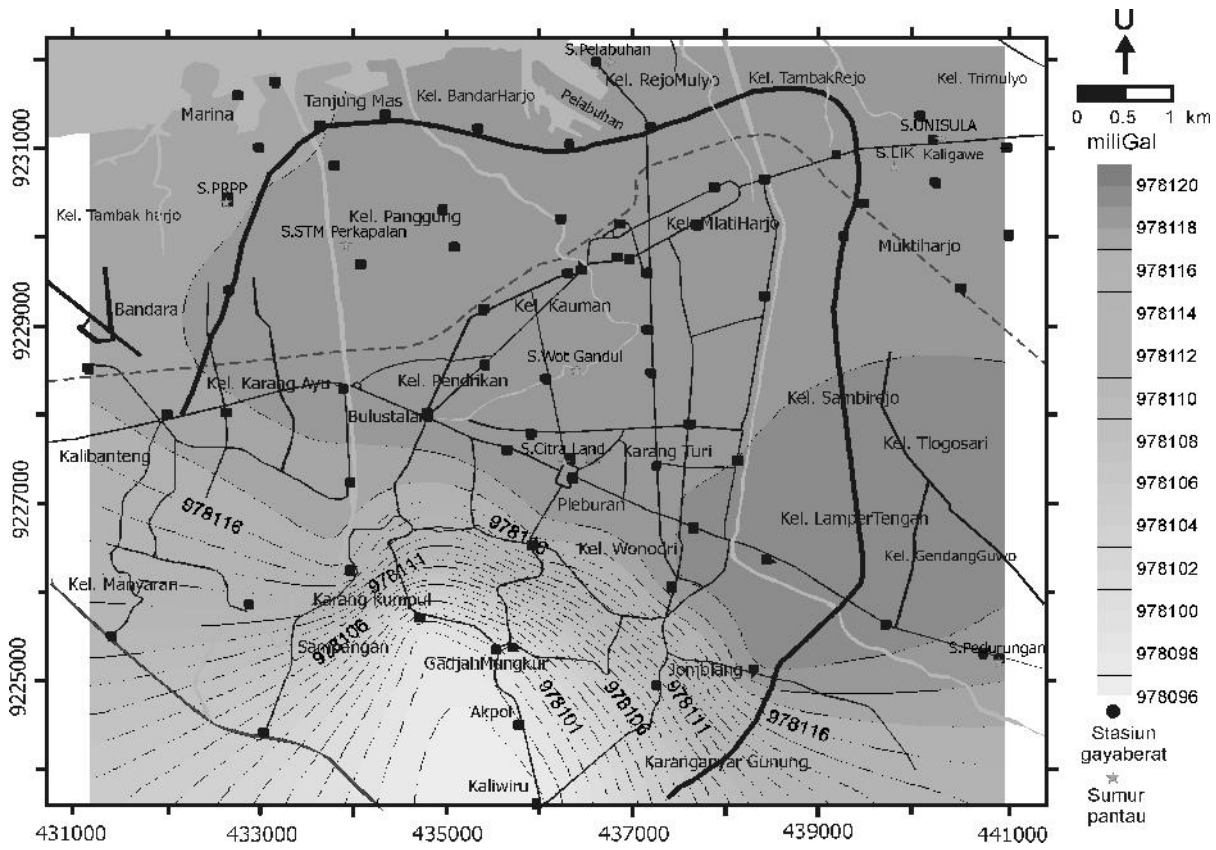 U
0 0.5 1 km
miliGal
978120
978118
978116
978114
978112
978110
978108
978106
978104
978102
978100
978098
978096
Stasiun
gayaberat
Sumur
pantau
9231000
9229000
9227000
9225000
431000
433000
435000
437000
439000
441000
S.Pelabuhan
Kel. RejoMulyo
Kel. TambakRejo
Kel. Trimulyo
Marina
Tanjung Mas
Kel. BandarHarjo
Pelabuhan
S.UNISULA
S.LIK
Kaligawe
S.PRPP
Kel. Tambak harjo
Kel. Panggung
S.STM Perkapalan
Kel. MlatiHarjo
Muktiharjo
Bandara
Kel. Kauman
S.Wot Gandul
Kel. Karang Ayu
Kel. Pendrikan
Bulustalan
Kel. Sambirejo
Kalibanteng
S.Citra Land
Karang Turi
Kel. Tlogosari
Pleburan
978116
Kel. LamperTengah
Kel. Wonodri
Kel. GendangGuwo
978111
Kel. Manyaran
Karang Kumpul
978106
Sampangan
GadjahMungkur
Jomblang
S.Pedurungan
978101
978106
978111
978116
Akpol
Karanganyar Gunung
Kaliwiru